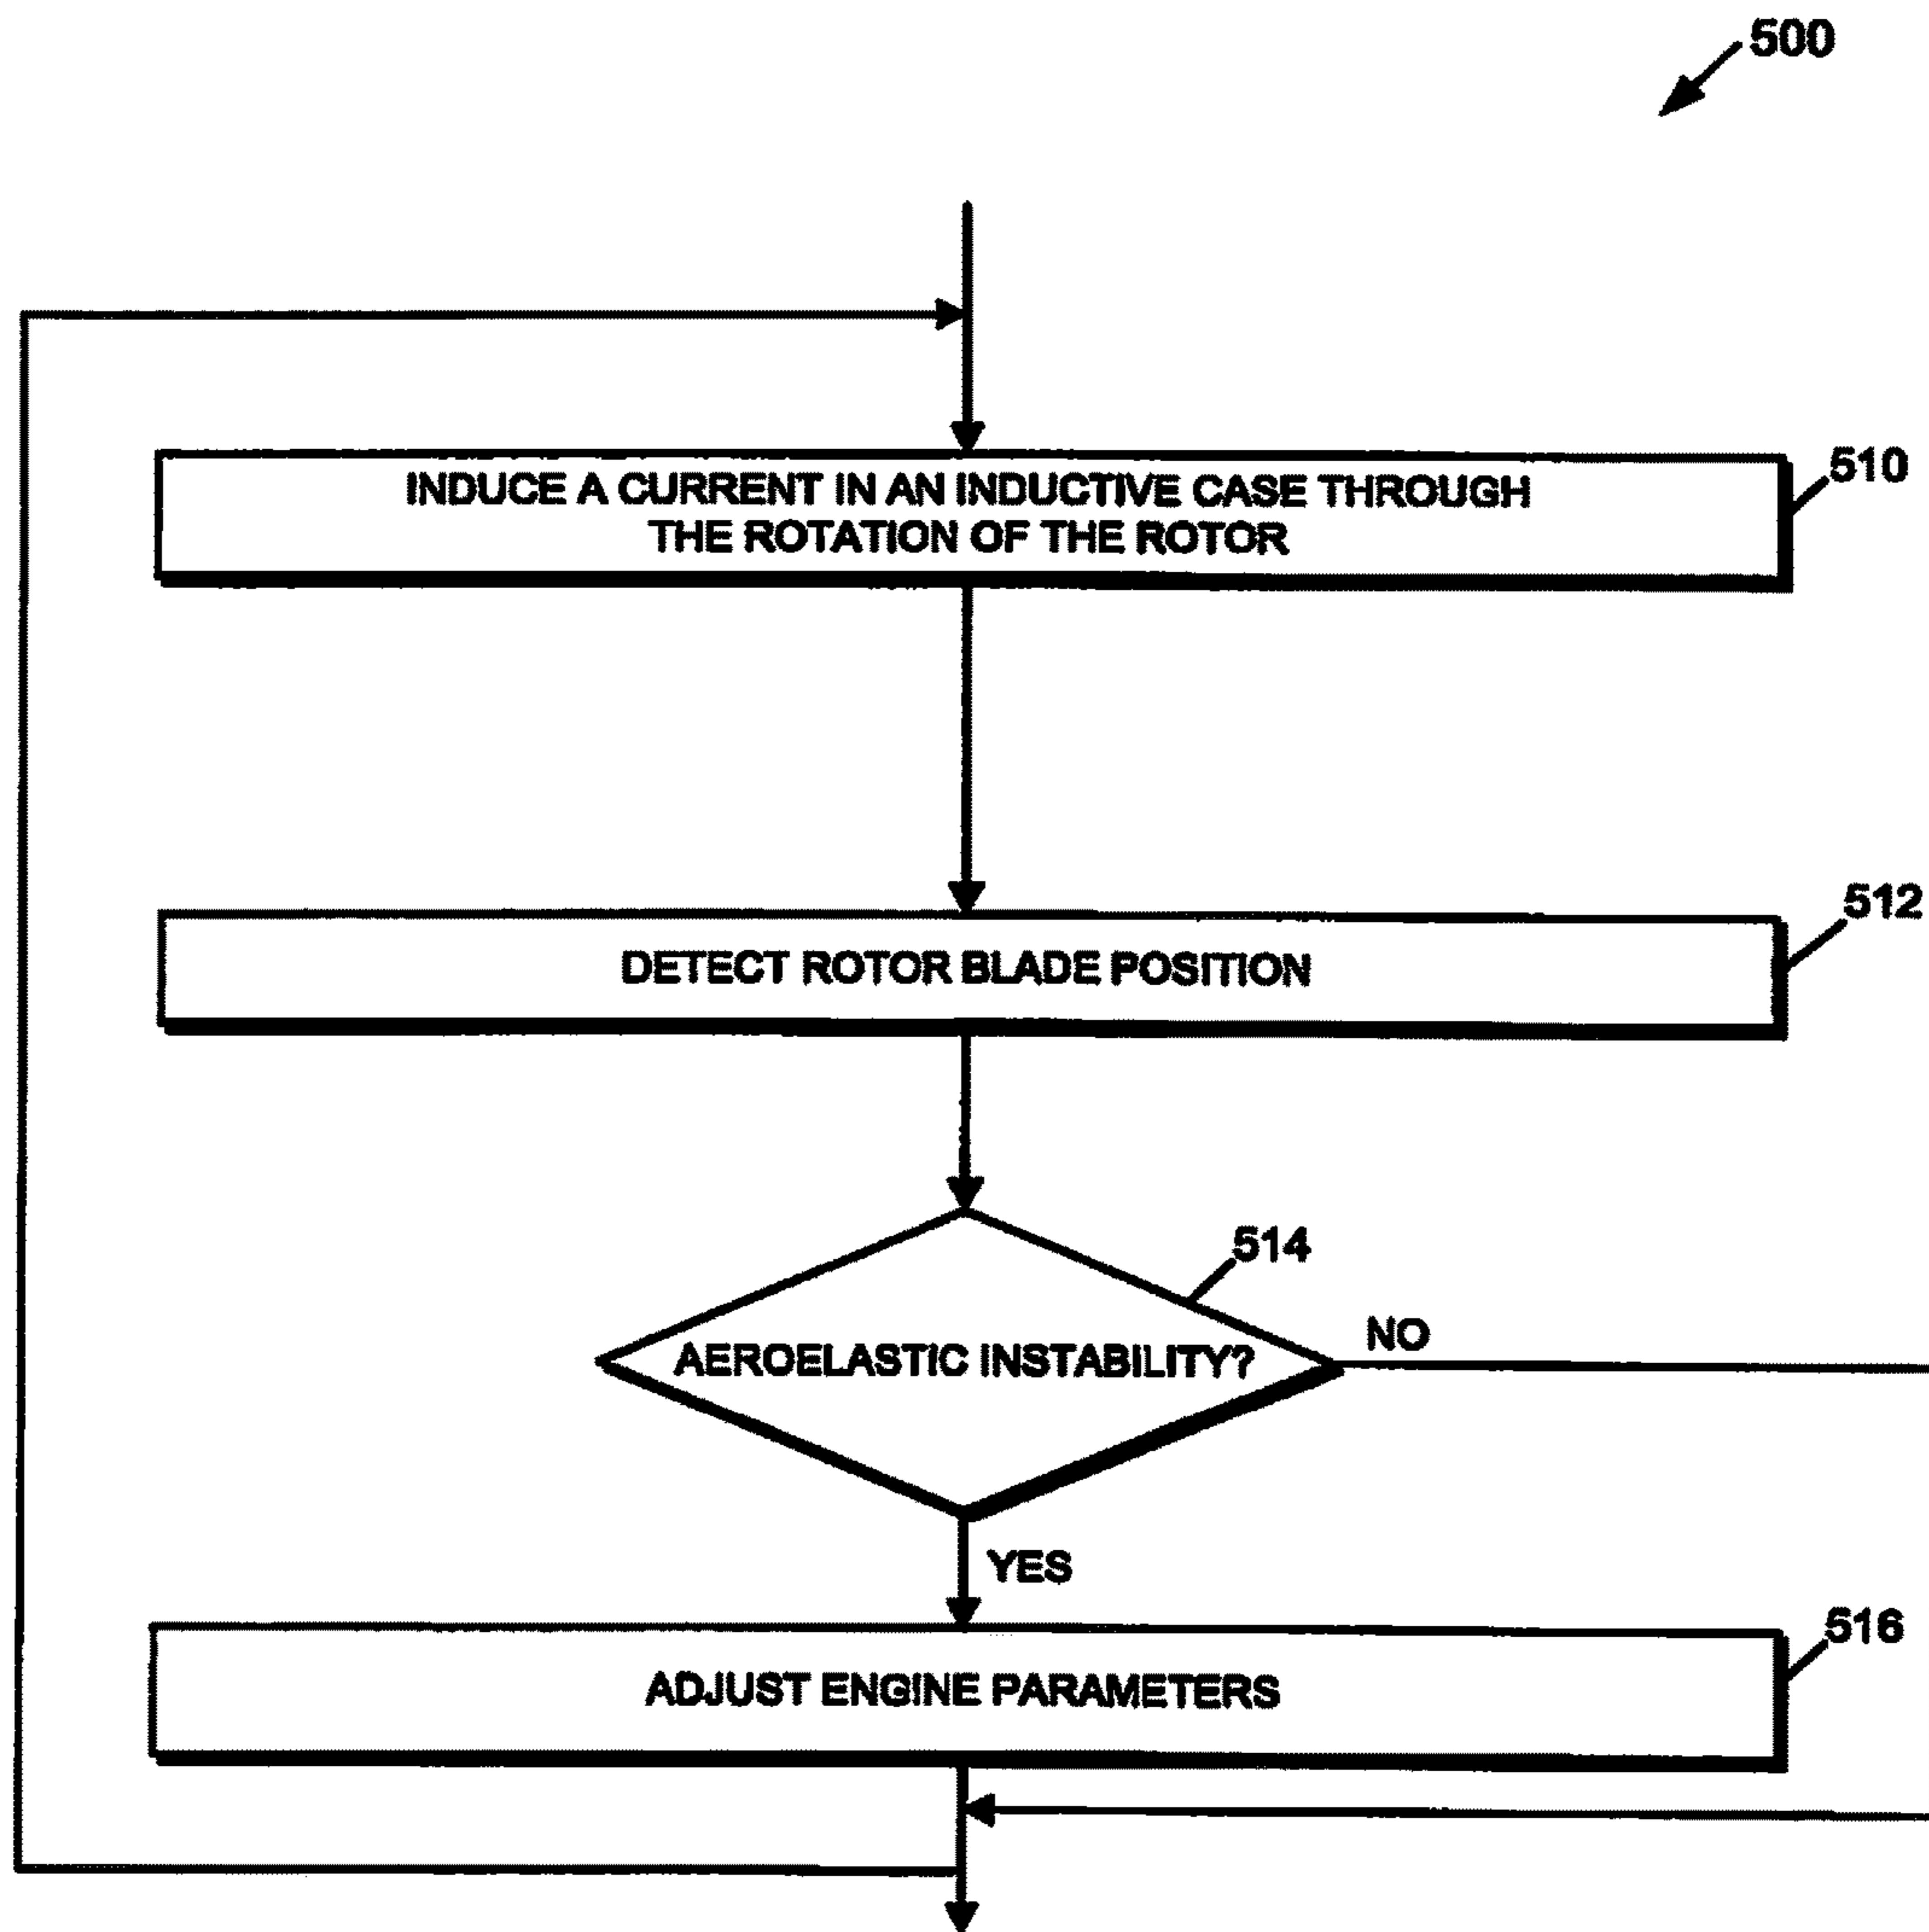 500
INDUCE A CURRENT IN AN INDUCTIVE CASE THROUGH
THE ROTATION OF THE ROTOR
510
DETECT ROTOR BLADE POSITION
512
AEROELASTIC INSTABILITY?
514
NO
YES
ADJUST ENGINE PARAMETERS
516